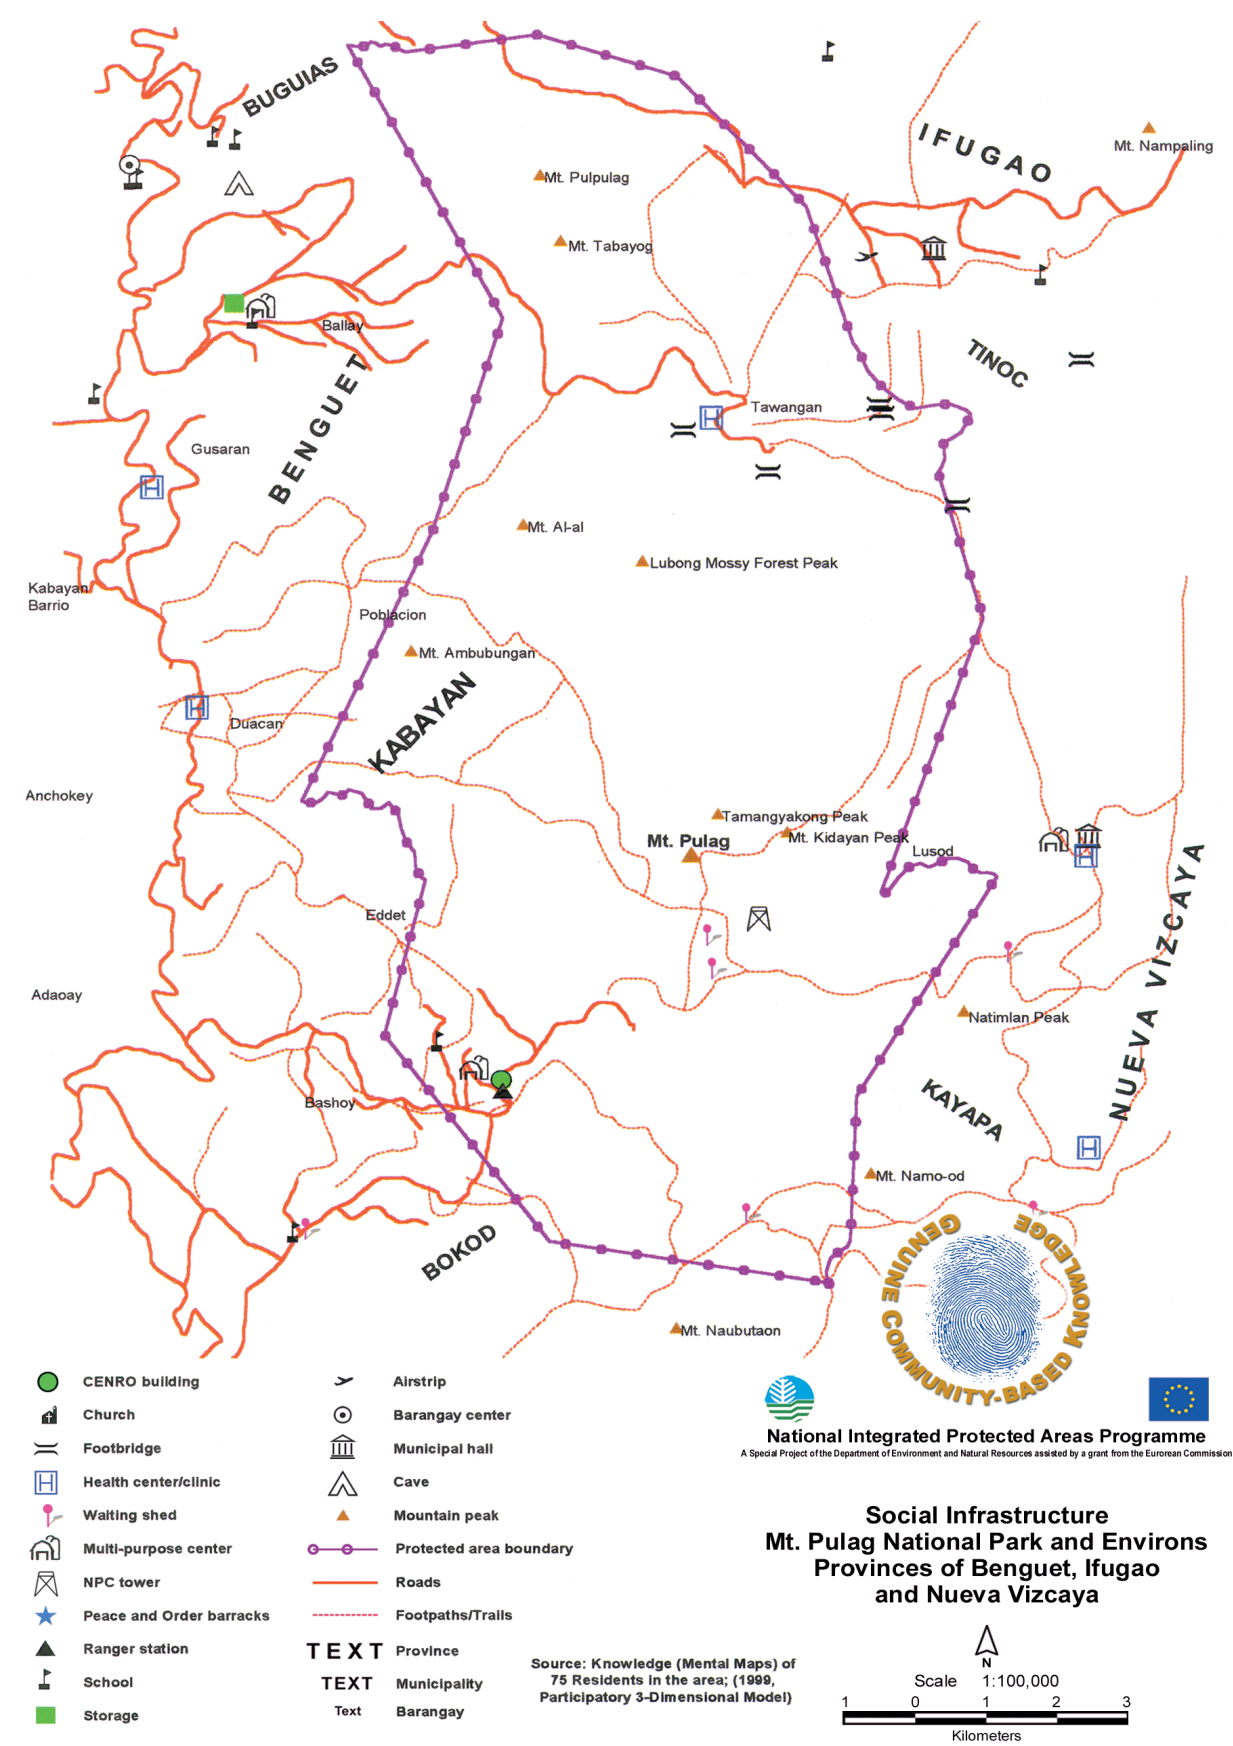 BUGUIAS
IFUGAO
Mt. Nampaling
Mt. Pulpulag
Mt. Tabayog
Ballay
TINOC
BENGUET
Tawangan
Gusaran
Mt. Al-al
Lubong Mossy Forest Peak
Kabayan
Barrio
Poblacion
Mt. Ambubungan
KABAYAN
Duacan
Anchokey
Tamangyakong Peak
Mt. Kidayan Peak
Mt. Pulag
Lusod
NUEVA VIZCAYA
Eddet
Adaoay
Natimlan Peak
Bashoy
KAYAPA
Mt. Namo-od
BOKOD
Mt. Naubutaon
GENUINE COMMUNITY-BASED KNOWLEDGE
CENRO building
Church
Footbridge
Health center/clinic
Waiting shed
Multi-purpose center
NPC tower
Peace and Order barracks
Ranger station
School
Storage
Airstrip
Barangay center
Municipal hall
Cave
Mountain peak
Protected area boundary
Roads
Footpaths/Trails
TEXT Province
TEXT Municipality
Text Barangay
H
H
H
H
H
H
National Integrated Protected Areas Programme
A Special Project of the Department of Environment and Natural Resources assisted by a grant from the Eurorean Commission
Social Infrastructure
Mt. Pulag National Park and Environs
Provinces of Benguet, Ifugao
and Nueva Vizcaya
N
Source: Knowledge (Mental Maps) of
75 Residents in the area; (1999,
Participatory 3-Dimensional Model)
Scale 1:100,000
1 0 1 2 3
Kilometers